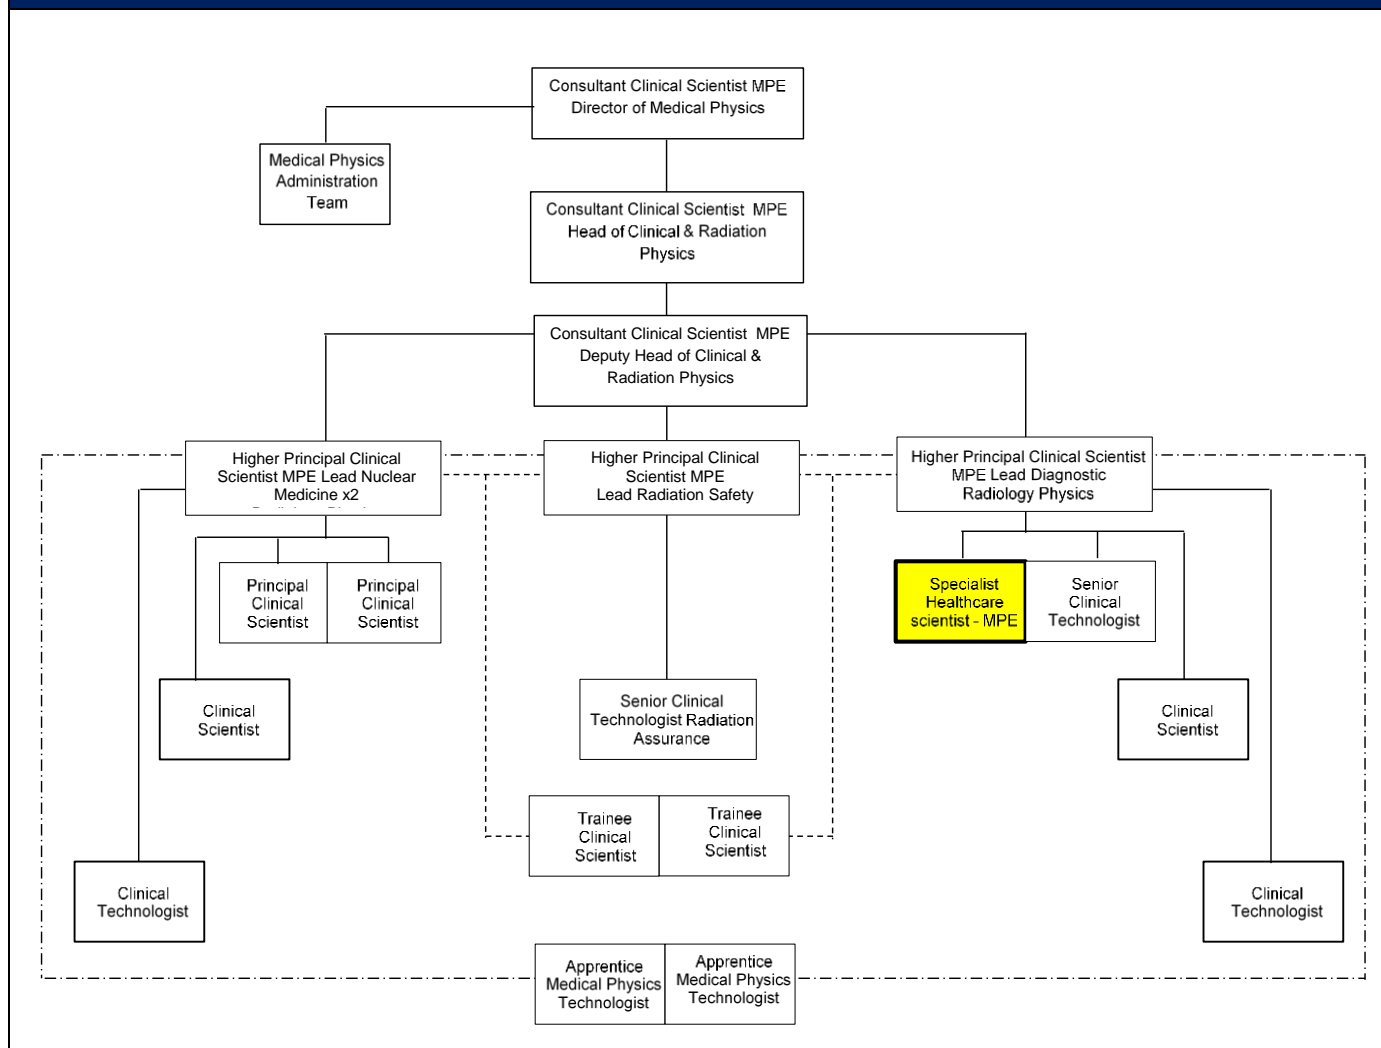 Consultant Clinical Scientist MPE
Director of Medical Physics
Medical Physics
Administration
Team
Consultant Clinical Scientist MPE
Head of Clinical & Radiation
Physics
Consultant Clinical Scientist MPE
Deputy Head of Clinical &
Radiation Physics
Higher Principal Clinical
Scientist MPE Lead Nuclear
Medicine x2
Higher Principal Clinical
Scientist MPE
Lead Radiation Safety
Higher Principal Clinical Scientist
MPE Lead Diagnostic
Radiology Physics
Principal
Clinical
Scientist
Principal
Clinical
Scientist
Specialist
Healthcare
scientist - MPE
Senior
Clinical
Technologist
Clinical
Scientist
Senior Clinical
Technologist Radiation
Assurance
Clinical
Scientist
Trainee
Clinical
Scientist
Trainee
Clinical
Scientist
Clinical
Technologist
Clinical
Technologist
Apprentice
Medical Physics
Technologist
Apprentice
Medical Physics
Technologist